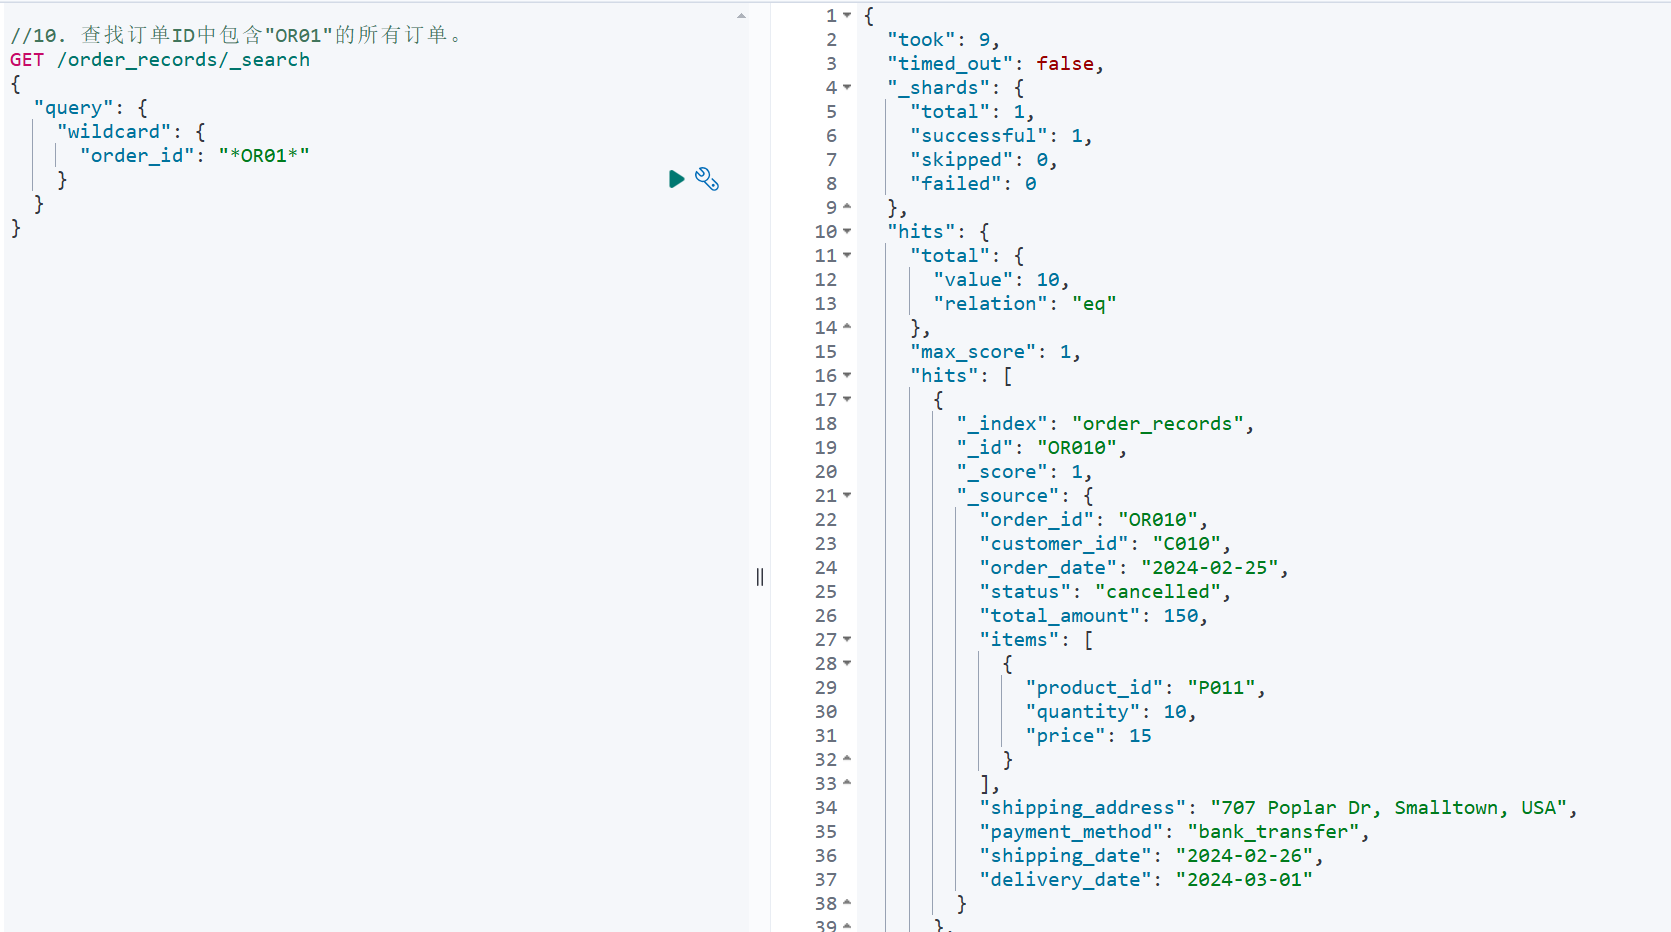 //10. 查找订单ID中包含"OR01"的所有订单。
GET /order_records/_search
{
  "query": {
    "wildcard": {
      "order_id": "*OR01*"
    }
  }
}
1 {
2   "took": 9,
3   "timed_out": false,
4   "_shards": {
5     "total": 1,
6     "successful": 1,
7     "skipped": 0,
8     "failed": 0
9   },
10   "hits": {
11     "total": {
12       "value": 10,
13       "relation": "eq"
14     },
15     "max_score": 1,
16     "hits": [
17       {
18         "_index": "order_records",
19         "_id": "OR010",
20         "_score": 1,
21         "_source": {
22           "order_id": "OR010",
23           "customer_id": "C010",
24           "order_date": "2024-02-25",
25           "status": "cancelled",
26           "total_amount": 150,
27           "items": [
28             {
29               "product_id": "P011",
30               "quantity": 10,
31               "price": 15
32             }
33           ],
34           "shipping_address": "707 Poplar Dr, Smalltown, USA",
35           "payment_method": "bank_transfer",
36           "shipping_date": "2024-02-26",
37           "delivery_date": "2024-03-01"
38         }
39       },